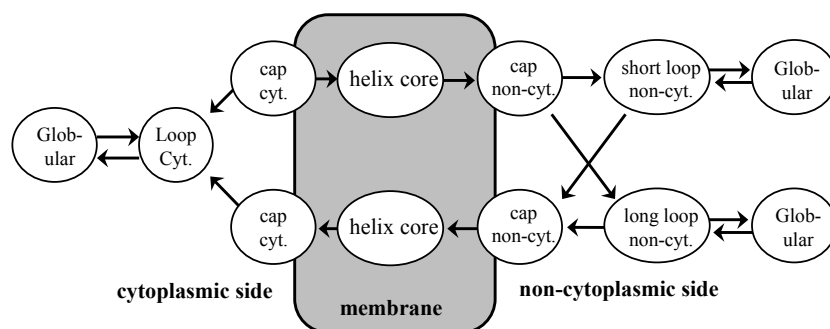 cap
cyt.
helix core
cap
non-cyt.
short loop
non-cyt.
Glob-
ular
Glob-
ular
Loop
Cyt.
cap
cyt.
helix core
cap
non-cyt.
long loop
non-cyt.
Glob-
ular
cytoplasmic side
membrane
non-cytoplasmic side